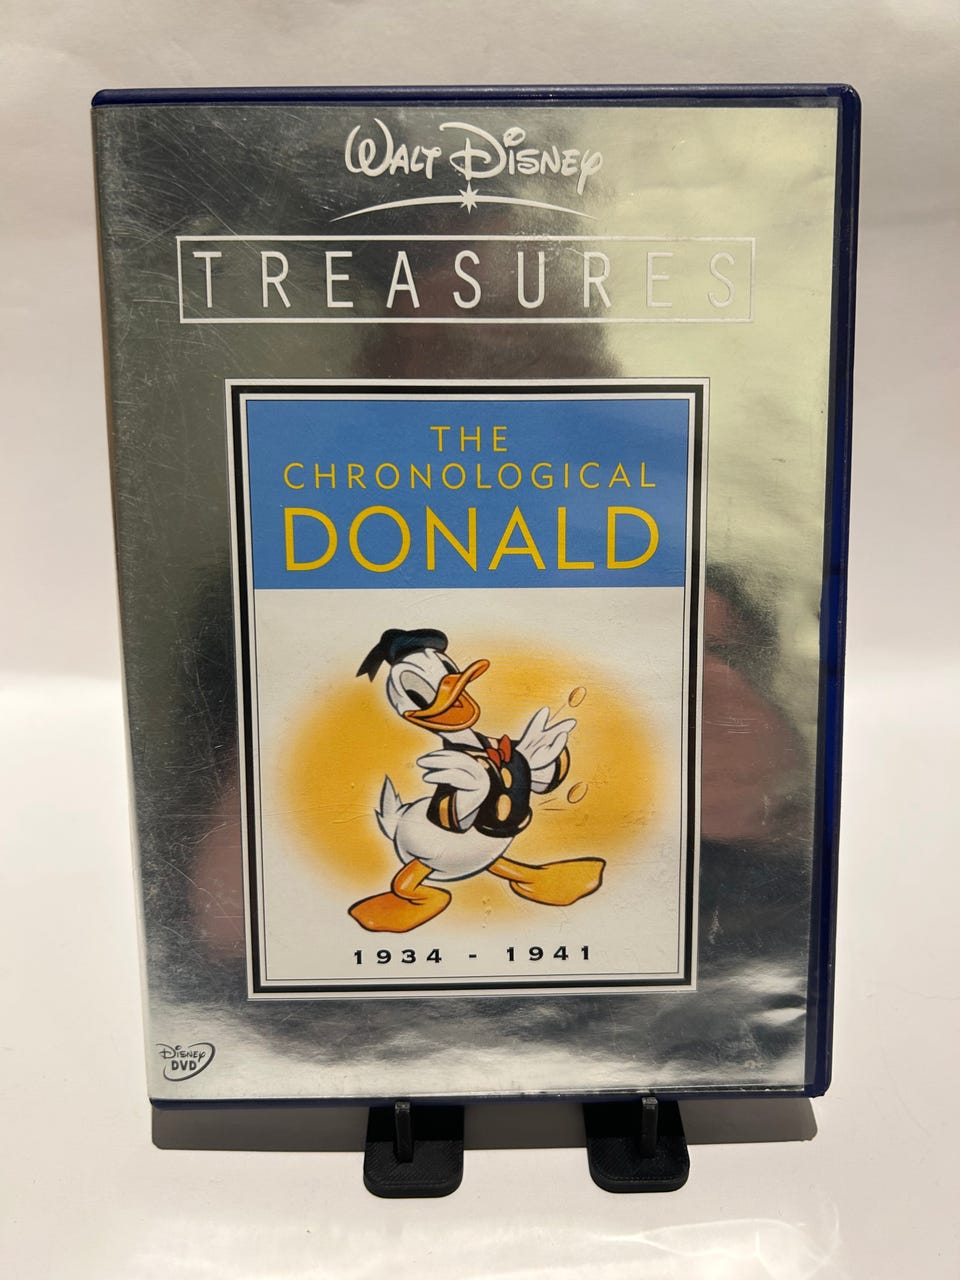 Walt Disney
TREASURES
THE
CHRONOLOGICAL
DONALD
1934 - 1941
Disney
DVD